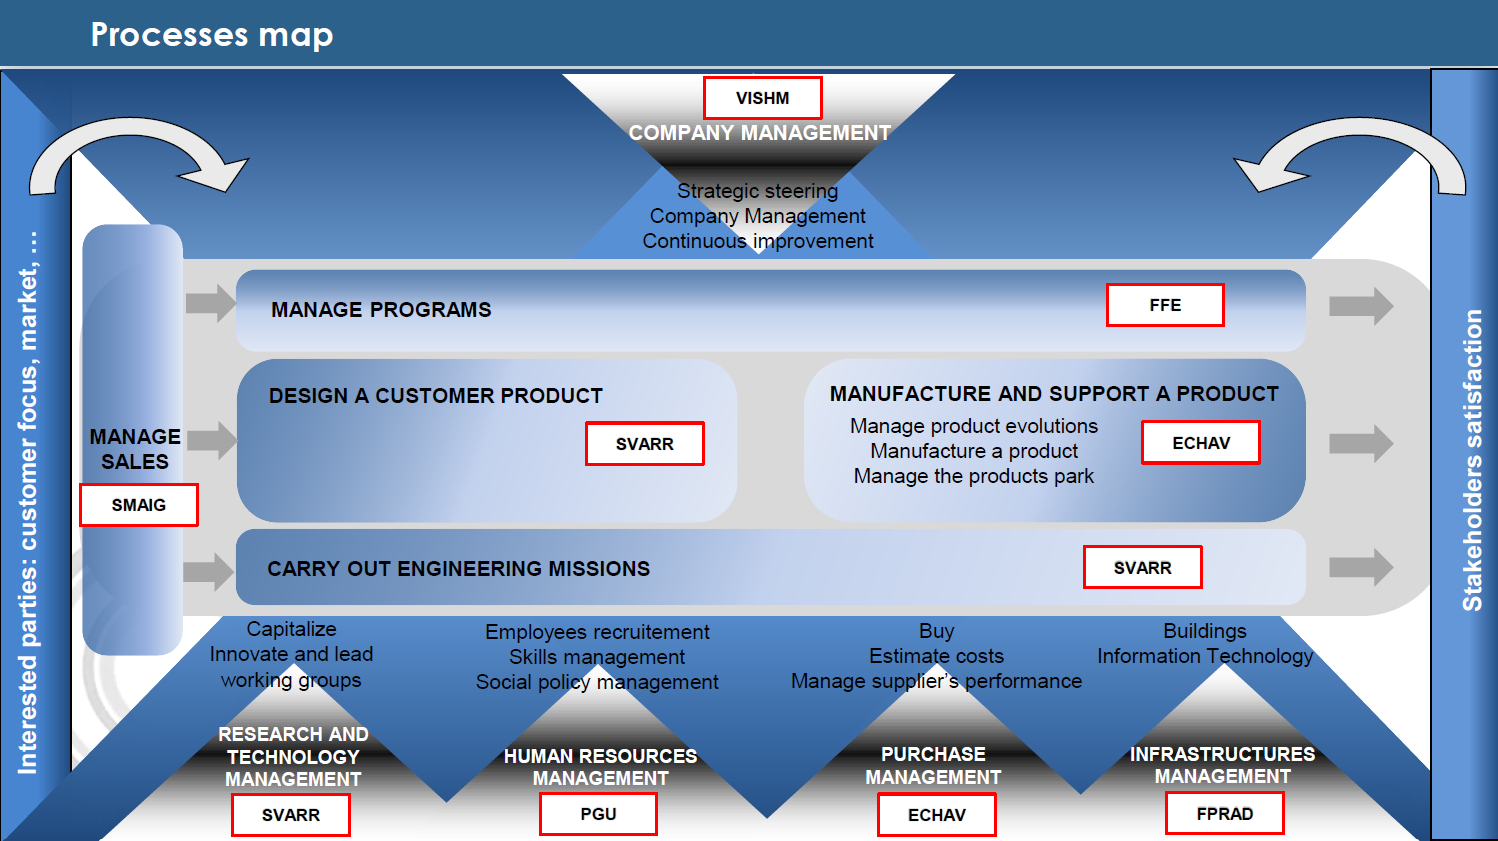 Processes map
VISHM
COMPANY MANAGEMENT
Strategic steering
Company Management
Continuous improvement
Interested parties: customer focus, market, ...
MANAGE
SALES
SMAIG
MANAGE PROGRAMS
FFE
DESIGN A CUSTOMER PRODUCT
SVARR
MANUFACTURE AND SUPPORT A PRODUCT
Manage product evolutions
Manufacture a product
Manage the products park
ECHAV
CARRY OUT ENGINEERING MISSIONS
SVARR
Stakeholders satisfaction
Capitalize
Innovate and lead
working groups
RESEARCH AND
TECHNOLOGY
MANAGEMENT
SVARR
Employees recruitement
Skills management
Social policy management
HUMAN RESOURCES
MANAGEMENT
PGU
Buy
Estimate costs
Manage supplier's performance
PURCHASE
MANAGEMENT
ECHAV
Buildings
Information Technology
INFRASTRUCTURES
MANAGEMENT
FPRAD